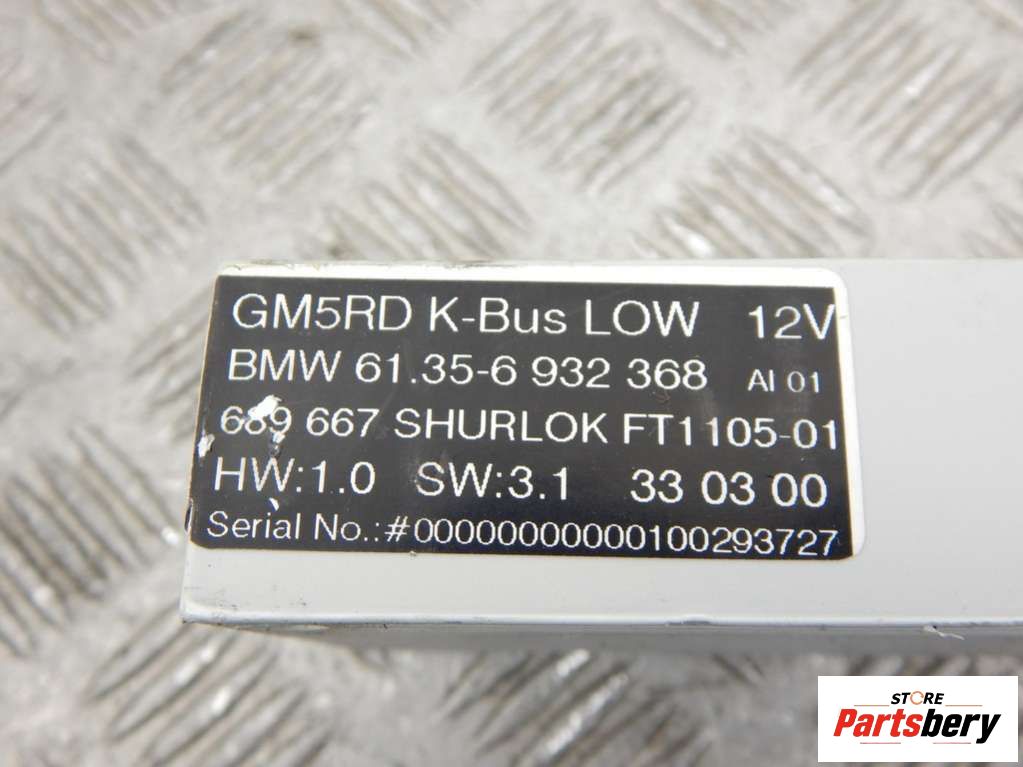 GM5RD K-Bus LOW 12V
BMW 61.35-6 932 368 AI 01
689 667 SHURLOK FT1105-01
HW:1.0 SW:3.1 33 03 00
Serial No.:#00000000000100293727
STORE
Partsbery